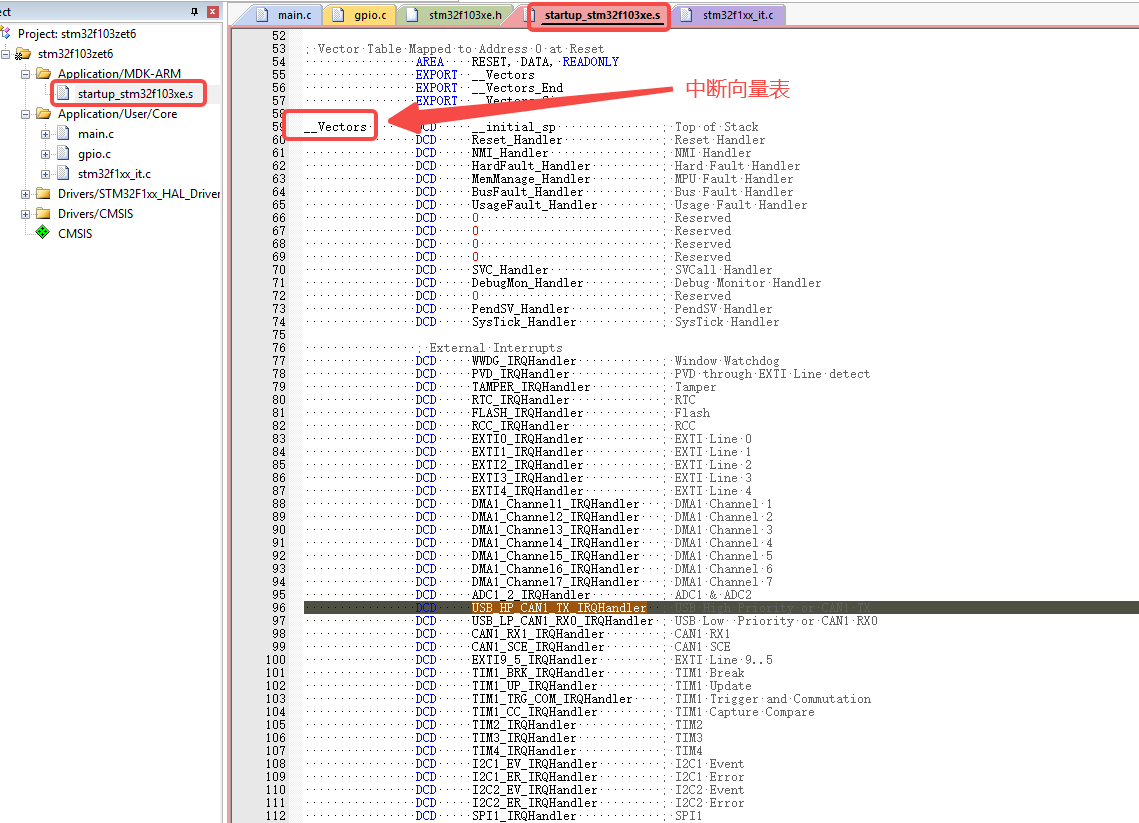 ect
Project: stm32f103zet6
stm32f103zet6
Application/MDK-ARM
startup_stm32f103xe.s
Application/User/Core
main.c
gpio.c
stm32f1xx_it.c
Drivers/STM32F1xx_HAL_Driver
Drivers/CMSIS
CMSIS
main.c gpio.c stm32f103xe.h startup_stm32f103xe.s stm32f1xx_it.c
52
53 ; Vector Table Mapped to Address 0 at Reset
54 AREA RESET, DATA, READONLY
55 EXPORT __Vectors
56 EXPORT __Vectors_End
57 EXPORT
中断向量表
58
59 __Vectors DCD __initial_sp ; Top of Stack
60 DCD Reset_Handler ; Reset Handler
61 DCD NMI_Handler ; NMI Handler
62 DCD HardFault_Handler ; Hard Fault Handler
63 DCD MemManage_Handler ; MPU Fault Handler
64 DCD BusFault_Handler ; Bus Fault Handler
65 DCD UsageFault_Handler ; Usage Fault Handler
66 DCD 0 ; Reserved
67 DCD 0 ; Reserved
68 DCD 0 ; Reserved
69 DCD 0 ; Reserved
70 DCD SVC_Handler ; SVCall Handler
71 DCD DebugMon_Handler ; Debug Monitor Handler
72 DCD 0 ; Reserved
73 DCD PendSV_Handler ; PendSV Handler
74 DCD SysTick_Handler ; SysTick Handler
75
76 ; External Interrupts
77 DCD WWDG_IRQHandler ; Window Watchdog
78 DCD PVD_IRQHandler ; PVD through EXTI Line detect
79 DCD TAMPER_IRQHandler ; Tamper
80 DCD RTC_IRQHandler ; RTC
81 DCD FLASH_IRQHandler ; Flash
82 DCD RCC_IRQHandler ; RCC
83 DCD EXTI0_IRQHandler ; EXTI Line 0
84 DCD EXTI1_IRQHandler ; EXTI Line 1
85 DCD EXTI2_IRQHandler ; EXTI Line 2
86 DCD EXTI3_IRQHandler ; EXTI Line 3
87 DCD EXTI4_IRQHandler ; EXTI Line 4
88 DCD DMA1_Channel1_IRQHandler ; DMA1 Channel 1
89 DCD DMA1_Channel2_IRQHandler ; DMA1 Channel 2
90 DCD DMA1_Channel3_IRQHandler ; DMA1 Channel 3
91 DCD DMA1_Channel4_IRQHandler ; DMA1 Channel 4
92 DCD DMA1_Channel5_IRQHandler ; DMA1 Channel 5
93 DCD DMA1_Channel6_IRQHandler ; DMA1 Channel 6
94 DCD DMA1_Channel7_IRQHandler ; DMA1 Channel 7
95 DCD ADC1_2_IRQHandler ; ADC1 & ADC2
96 DCD USB_HP_CAN1_TX_IRQHandler ; USB High Priority or CAN1 TX
97 DCD USB_LP_CAN1_RX0_IRQHandler ; USB Low Priority or CAN1 RX0
98 DCD CAN1_RX1_IRQHandler ; CAN1 RX1
99 DCD CAN1_SCE_IRQHandler ; CAN1 SCE
100 DCD EXTI9_5_IRQHandler ; EXTI Line 9..5
101 DCD TIM1_BRK_IRQHandler ; TIM1 Break
102 DCD TIM1_UP_IRQHandler ; TIM1 Update
103 DCD TIM1_TRG_COM_IRQHandler ; TIM1 Trigger and Commutation
104 DCD TIM1_CC_IRQHandler ; TIM1 Capture Compare
105 DCD TIM2_IRQHandler ; TIM2
106 DCD TIM3_IRQHandler ; TIM3
107 DCD TIM4_IRQHandler ; TIM4
108 DCD I2C1_EV_IRQHandler ; I2C1 Event
109 DCD I2C1_ER_IRQHandler ; I2C1 Error
110 DCD I2C2_EV_IRQHandler ; I2C2 Event
111 DCD I2C2_ER_IRQHandler ; I2C2 Error
112 DCD SPI1_IRQHandler ; SPI1